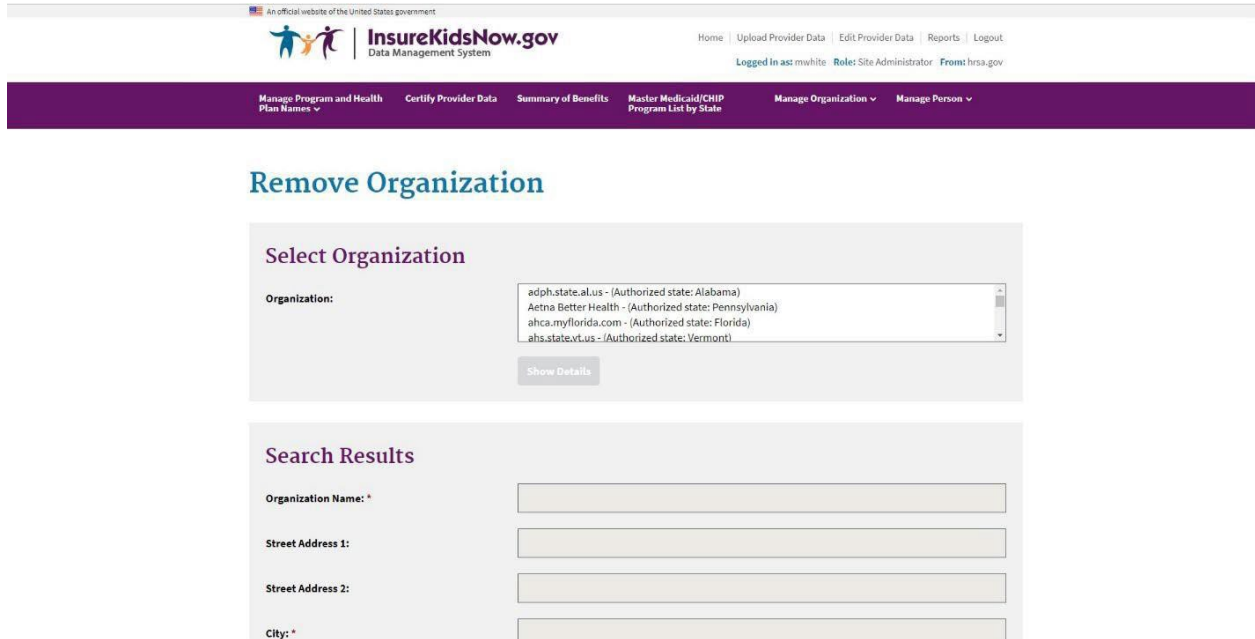 An official website of the United States government
InsureKidsNow.gov
Data Management System
Home | Upload Provider Data | Edit Provider Data | Reports | Logout
Logged in as: mwhite Role: Site Administrator From: hrsa.gov
Manage Program and Health Plan Names
Certify Provider Data
Summary of Benefits
Master Medicaid/CHIP Program List by State
Manage Organization
Manage Person
Remove Organization
Select Organization
Organization:
adph.state.al.us - (Authorized state: Alabama)
Aetna Better Health - (Authorized state: Pennsylvania)
ahca.myflorida.com - (Authorized state: Florida)
ahs.state.vt.us - (Authorized state: Vermont)
Show Details
Search Results
Organization Name: *
Street Address 1:
Street Address 2:
City: *